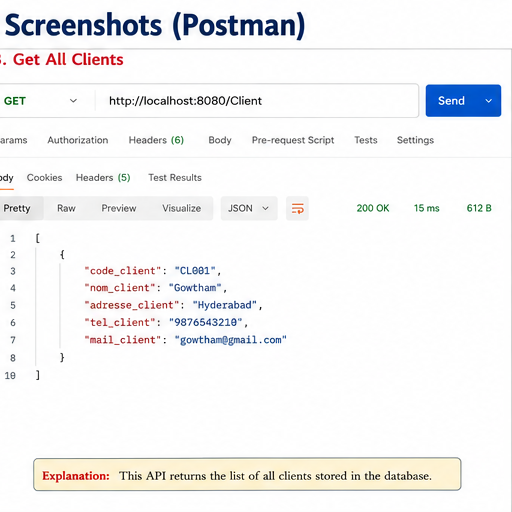 Screenshots (Postman)
. Get All Clients
GET http://localhost:8080/Client Send
arams Authorization Headers (6) Body Pre-request Script Tests Settings
ody Cookies Headers (5) Test Results
Pretty Raw Preview Visualize JSON 200 OK 15 ms 612 B
1 [
2 {
3 "code_client": "CL001",
4 "nom_client": "Gowtham",
5 "adresse_client": "Hyderabad",
6 "tel_client": "9876543210",
7 "mail_client": "gowtham@gmail.com"
8 }
10 ]
Explanation: This API returns the list of all clients stored in the database.